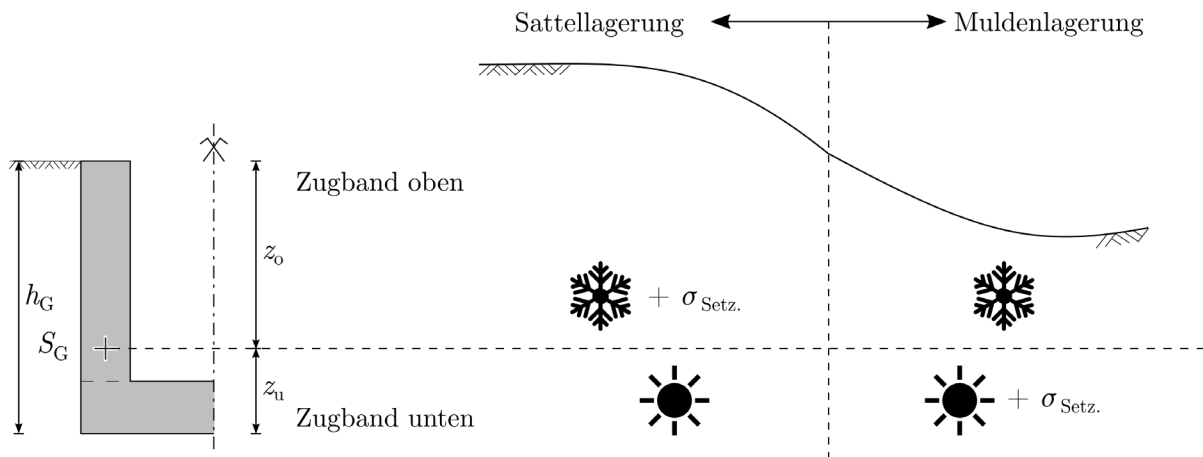 Sattellagerung
Muldenlagerung
Zugband oben
z_o
h_G
+ σ_Setz.
S_G
z_u
Zugband unten
+ σ_Setz.